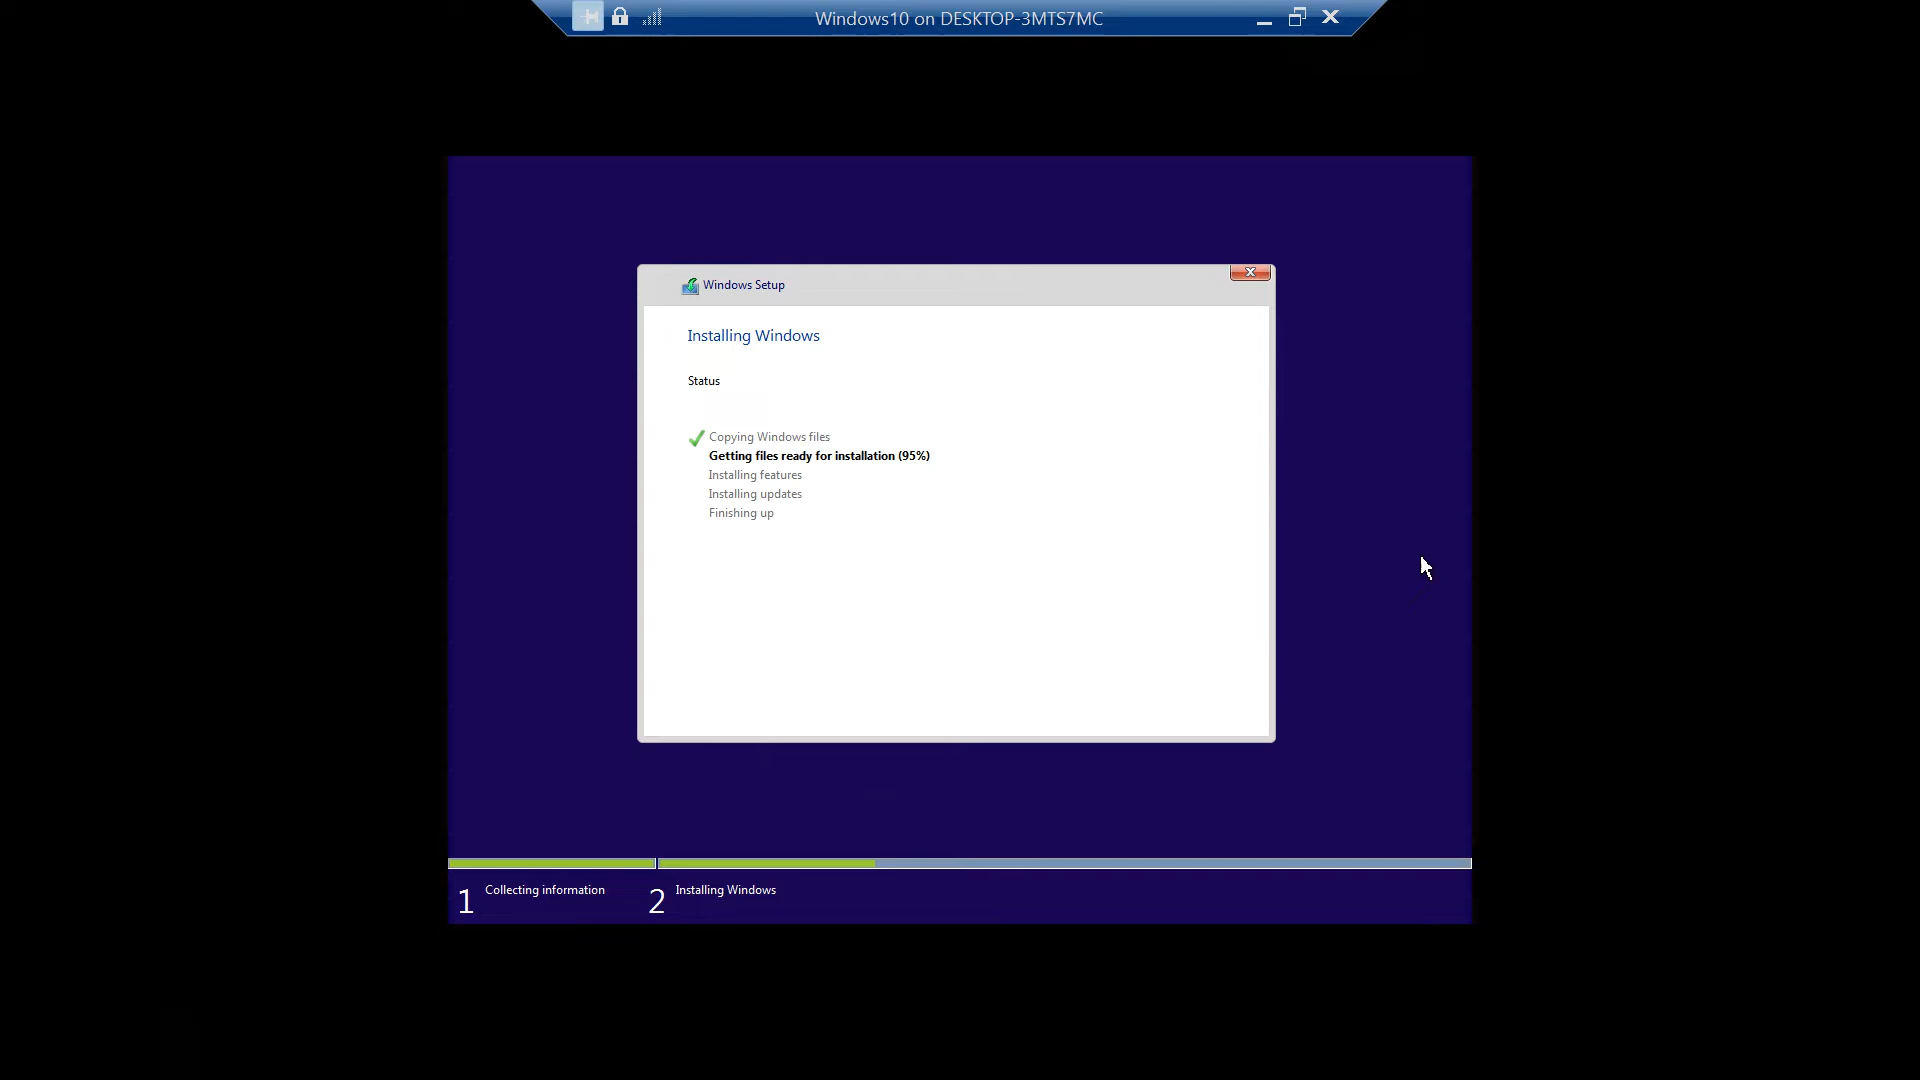 Windows10 on DESKTOP-3MTS7MC
Windows Setup
Installing Windows
Status
Copying Windows files
Getting files ready for installation (95%)
Installing features
Installing updates
Finishing up
1 Collecting information 2 Installing Windows